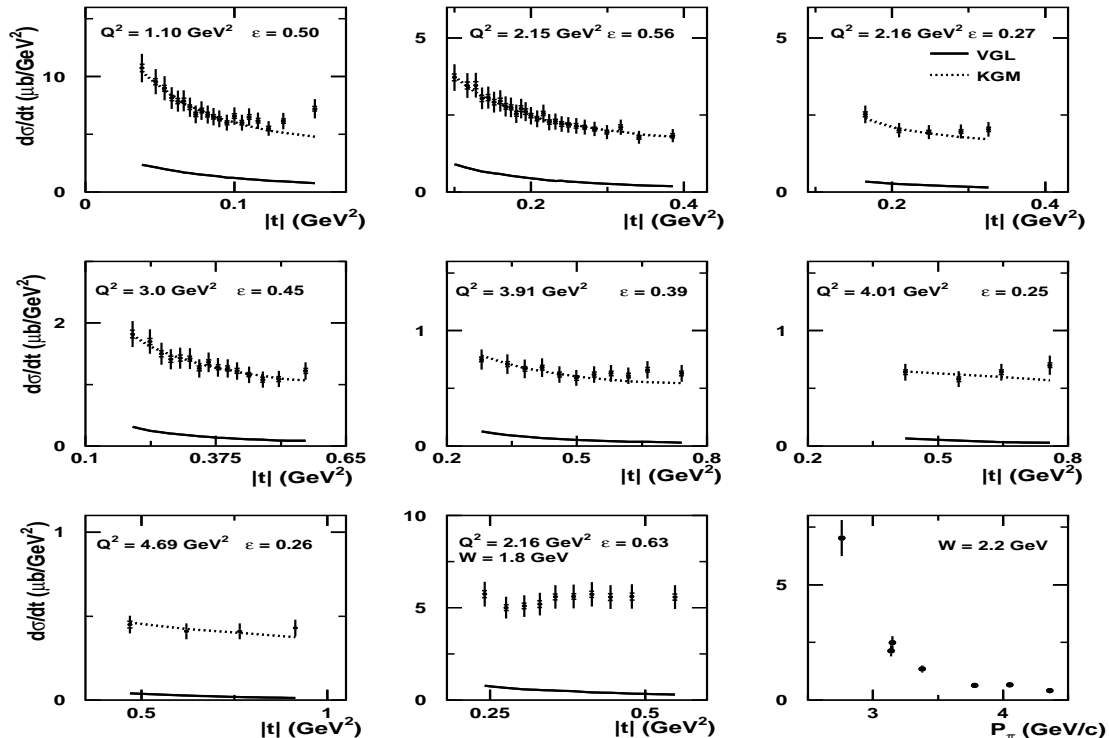 Q² = 1.10 GeV² ε = 0.50
dσ/dt (μb/GeV²)
10
5
0
0
0.1
|t| (GeV²)
Q² = 2.15 GeV² ε = 0.56
5
0
0.2
0.4
|t| (GeV²)
Q² = 2.16 GeV² ε = 0.27
VGL
KGM
5
0
0.2
0.4
|t| (GeV²)
Q² = 3.0 GeV² ε = 0.45
dσ/dt (μb/GeV²)
2
0
0.1
0.375
0.65
|t| (GeV²)
Q² = 3.91 GeV² ε = 0.39
1
0
0.2
0.5
0.8
|t| (GeV²)
Q² = 4.01 GeV² ε = 0.25
1
0
0.2
0.5
0.8
|t| (GeV²)
Q² = 4.69 GeV² ε = 0.26
dσ/dt (μb/GeV²)
1
0.5
0
0.5
1
|t| (GeV²)
Q² = 2.16 GeV² ε = 0.63
W = 1.8 GeV
10
5
0
0.25
0.5
|t| (GeV²)
W = 2.2 GeV
5
0
3
4
P_π (GeV/c)